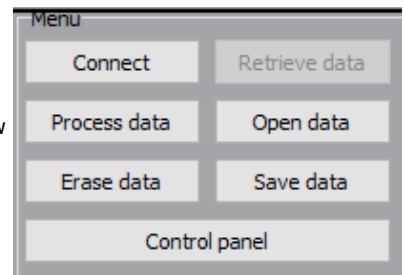 Menu
Connect Retrieve data
Process data Open data
Erase data Save data
Control panel